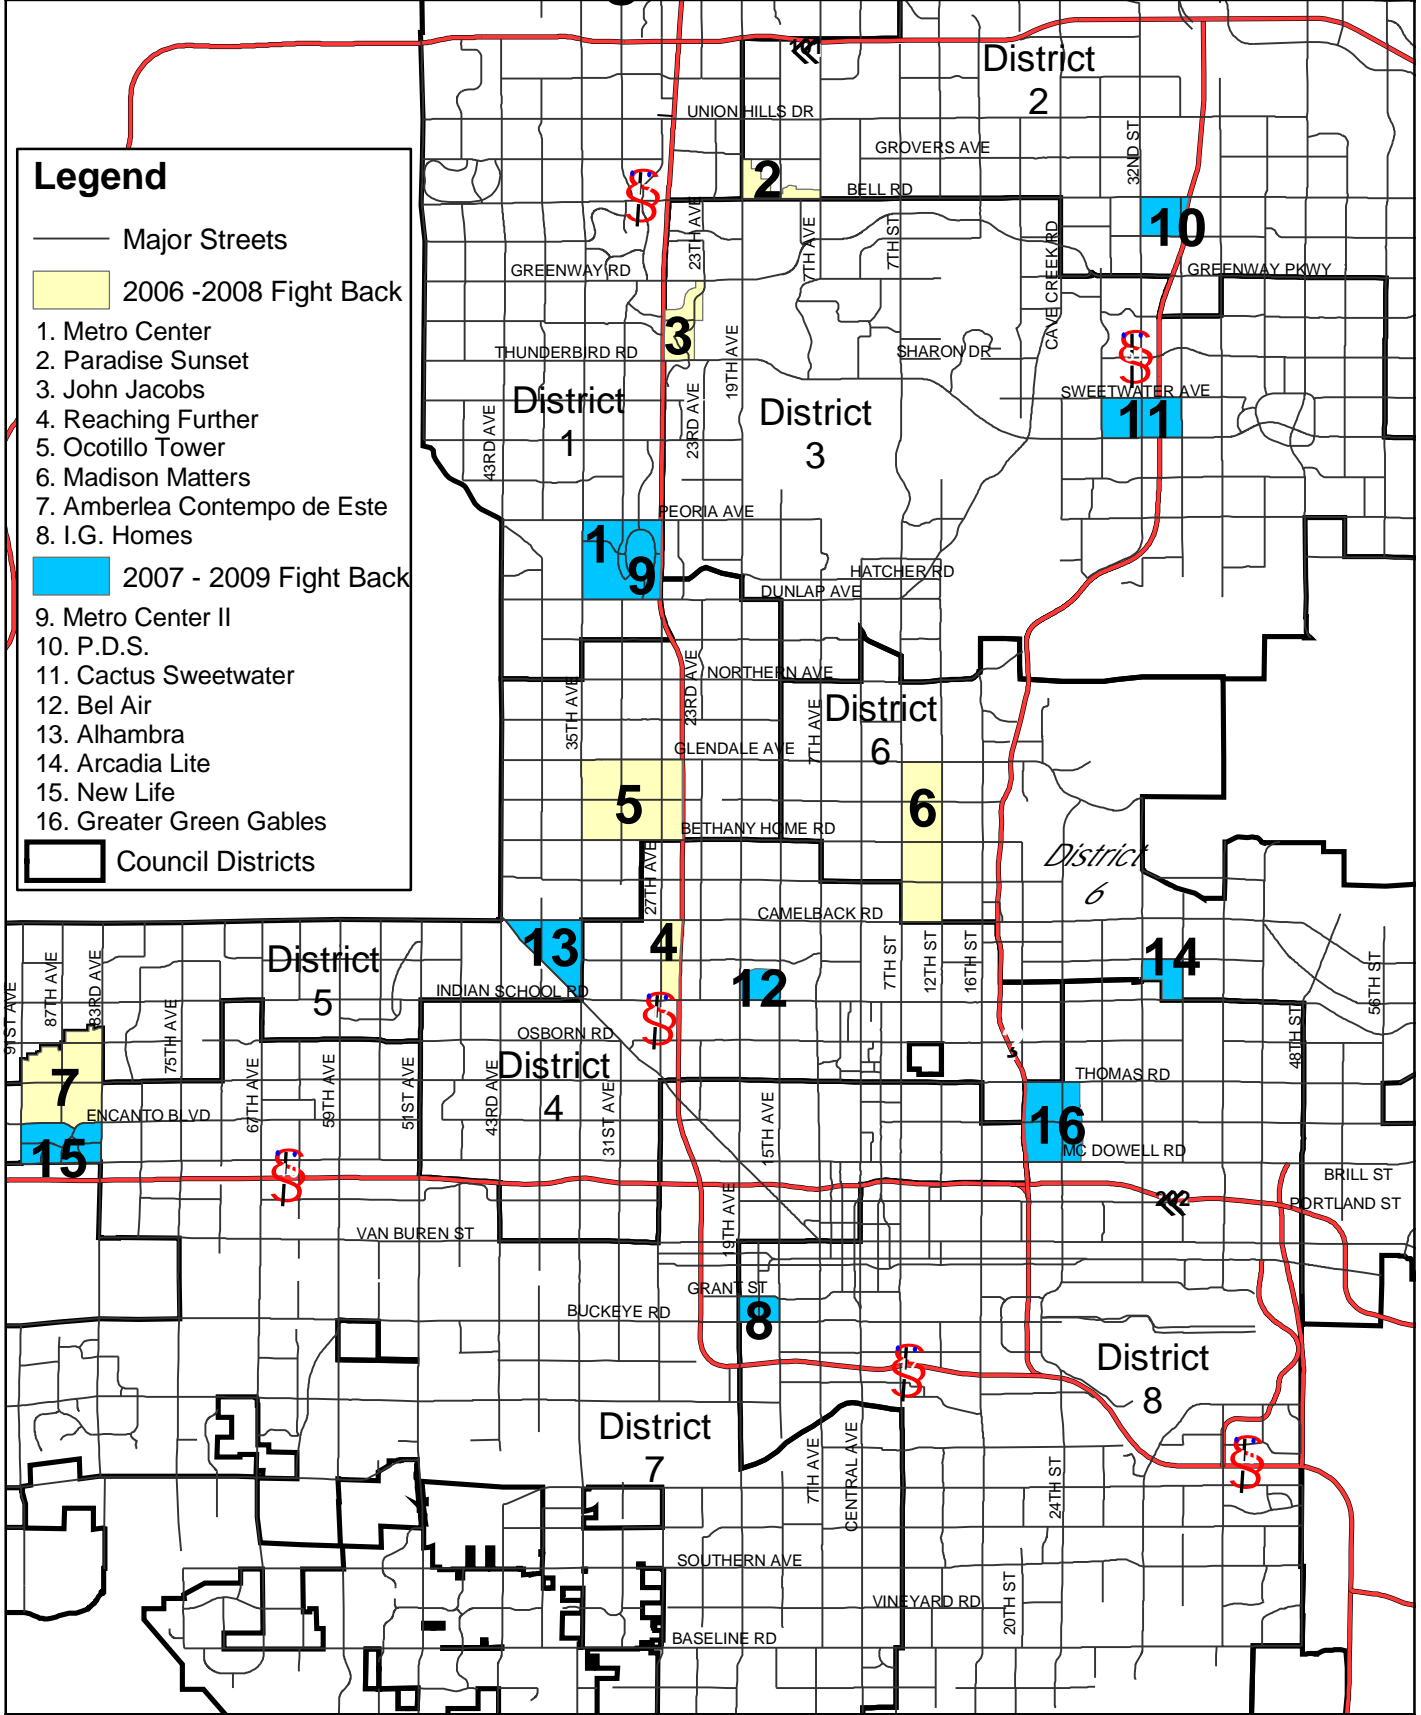 District
2
UNION HILLS DR
GROVERS AVE
32ND ST
Legend
Major Streets
2006 -2008 Fight Back
1. Metro Center
2. Paradise Sunset
3. John Jacobs
4. Reaching Further
5. Ocotillo Tower
6. Madison Matters
7. Amberlea Contempo de Este
8. I.G. Homes
2007 - 2009 Fight Back
9. Metro Center II
10. P.D.S.
11. Cactus Sweetwater
12. Bel Air
13. Alhambra
14. Arcadia Lite
15. New Life
16. Greater Green Gables
Council Districts
2
BELL RD
10
23TH AVE
7TH AVE
7TH ST
CAVE CREEK RD
GREENWAY RD
GREENWAY PKWY
3
19TH AVE
THUNDERBIRD RD
SHARON DR
SWEETWATER AVE
11
District
1
43RD AVE
23RD AVE
District
3
PEORIA AVE
1
9
HATCHER RD
DUNLAP AVE
NORTHERN AVE
35TH AVE
23RD AVE
7TH AVE
District
6
GLENDALE AVE
5
6
BETHANY HOME RD
District
6
27TH AVE
CAMELBACK RD
13
4
12
14
7TH ST
12TH ST
16TH ST
56TH ST
District
5
91ST AVE
87TH AVE
83RD AVE
75TH AVE
INDIAN SCHOOL RD
OSBORN RD
48TH ST
District
4
67TH AVE
59TH AVE
51ST AVE
43RD AVE
31ST AVE
15TH AVE
THOMAS RD
7
ENCANTO BLVD
15
16
MC DOWELL RD
BRILL ST
202
PORTLAND ST
VAN BUREN ST
19TH AVE
GRANT ST
BUCKEYE RD
8
District
8
District
7
7TH AVE
CENTRAL AVE
24TH ST
SOUTHERN AVE
VINEYARD RD
20TH ST
BASELINE RD